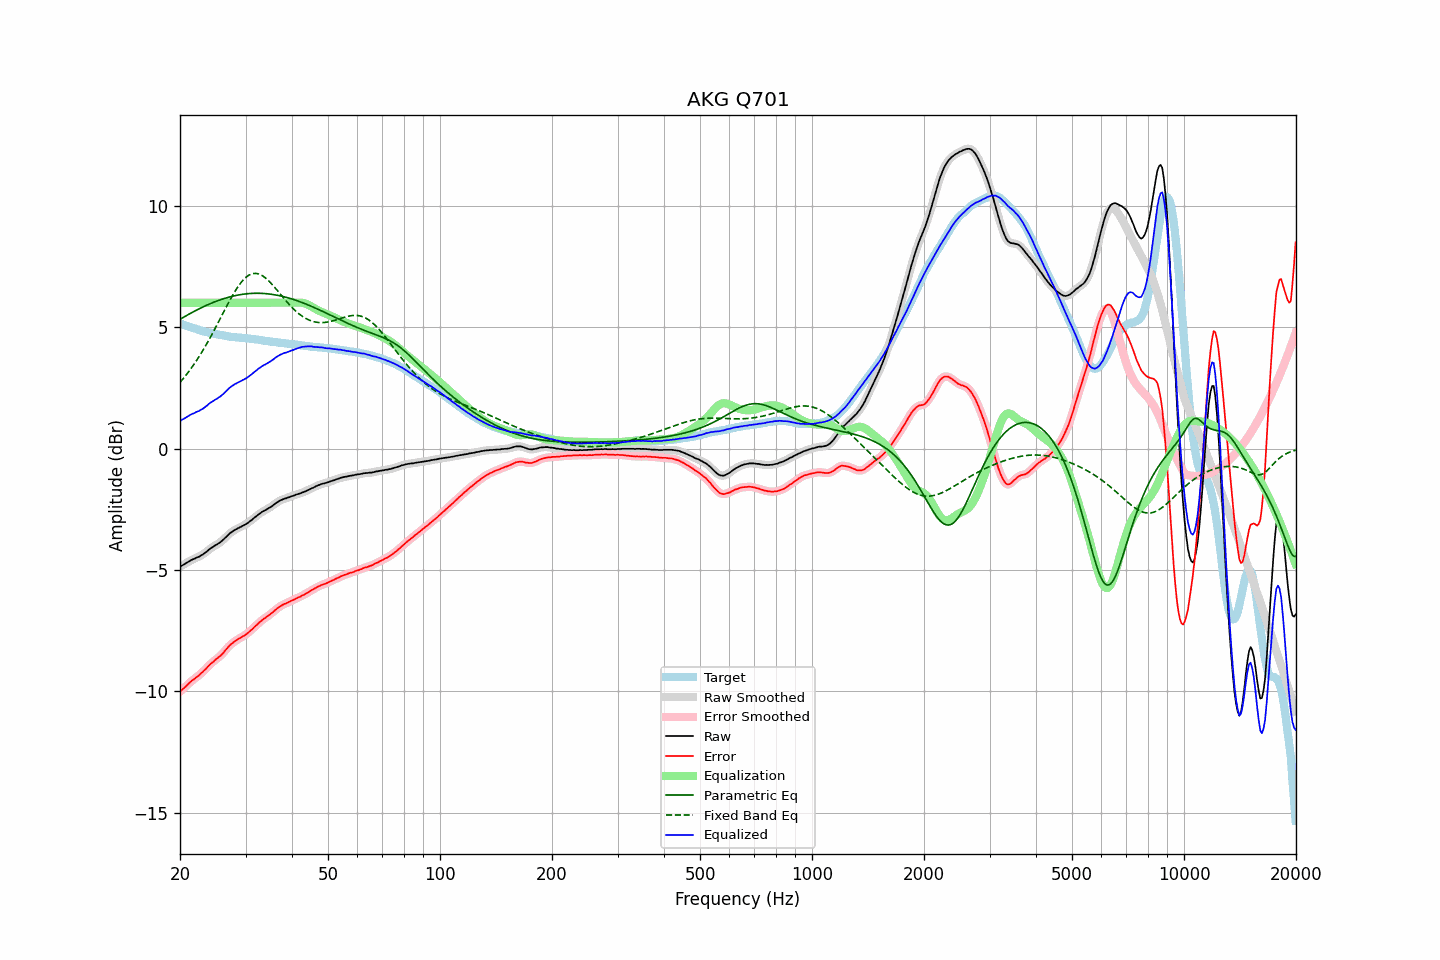 AKG Q701
Amplitude (dBr)
10
5
0
−5
−10
−15
Target
Raw Smoothed
Error Smoothed
Raw
Error
Equalization
Parametric Eq
Fixed Band Eq
Equalized
20 50 100 200 500 1000 2000 5000 10000 20000
Frequency (Hz)